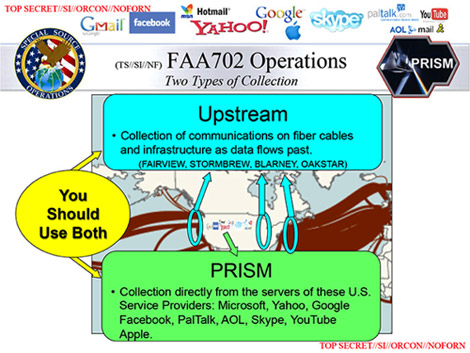 TOP SECRET//SI//ORCON//NOFORN
Gmail
facebook
msn Hotmail
YAHOO!
Google
skype
paltalk.com
YouTube
AOL mail
SPECIAL SOURCE
OPERATIONS
(TS//SI//NF) FAA702 Operations
Two Types of Collection
PRISM
Upstream
• Collection of communications on fiber cables
and infrastructure as data flows past.
(FAIRVIEW, STORMBREW, BLARNEY, OAKSTAR)
You
Should
Use Both
PRISM
• Collection directly from the servers of these U.S.
Service Providers: Microsoft, Yahoo, Google
Facebook, PalTalk, AOL, Skype, YouTube
Apple.
TOP SECRET//SI//ORCON//NOFORN